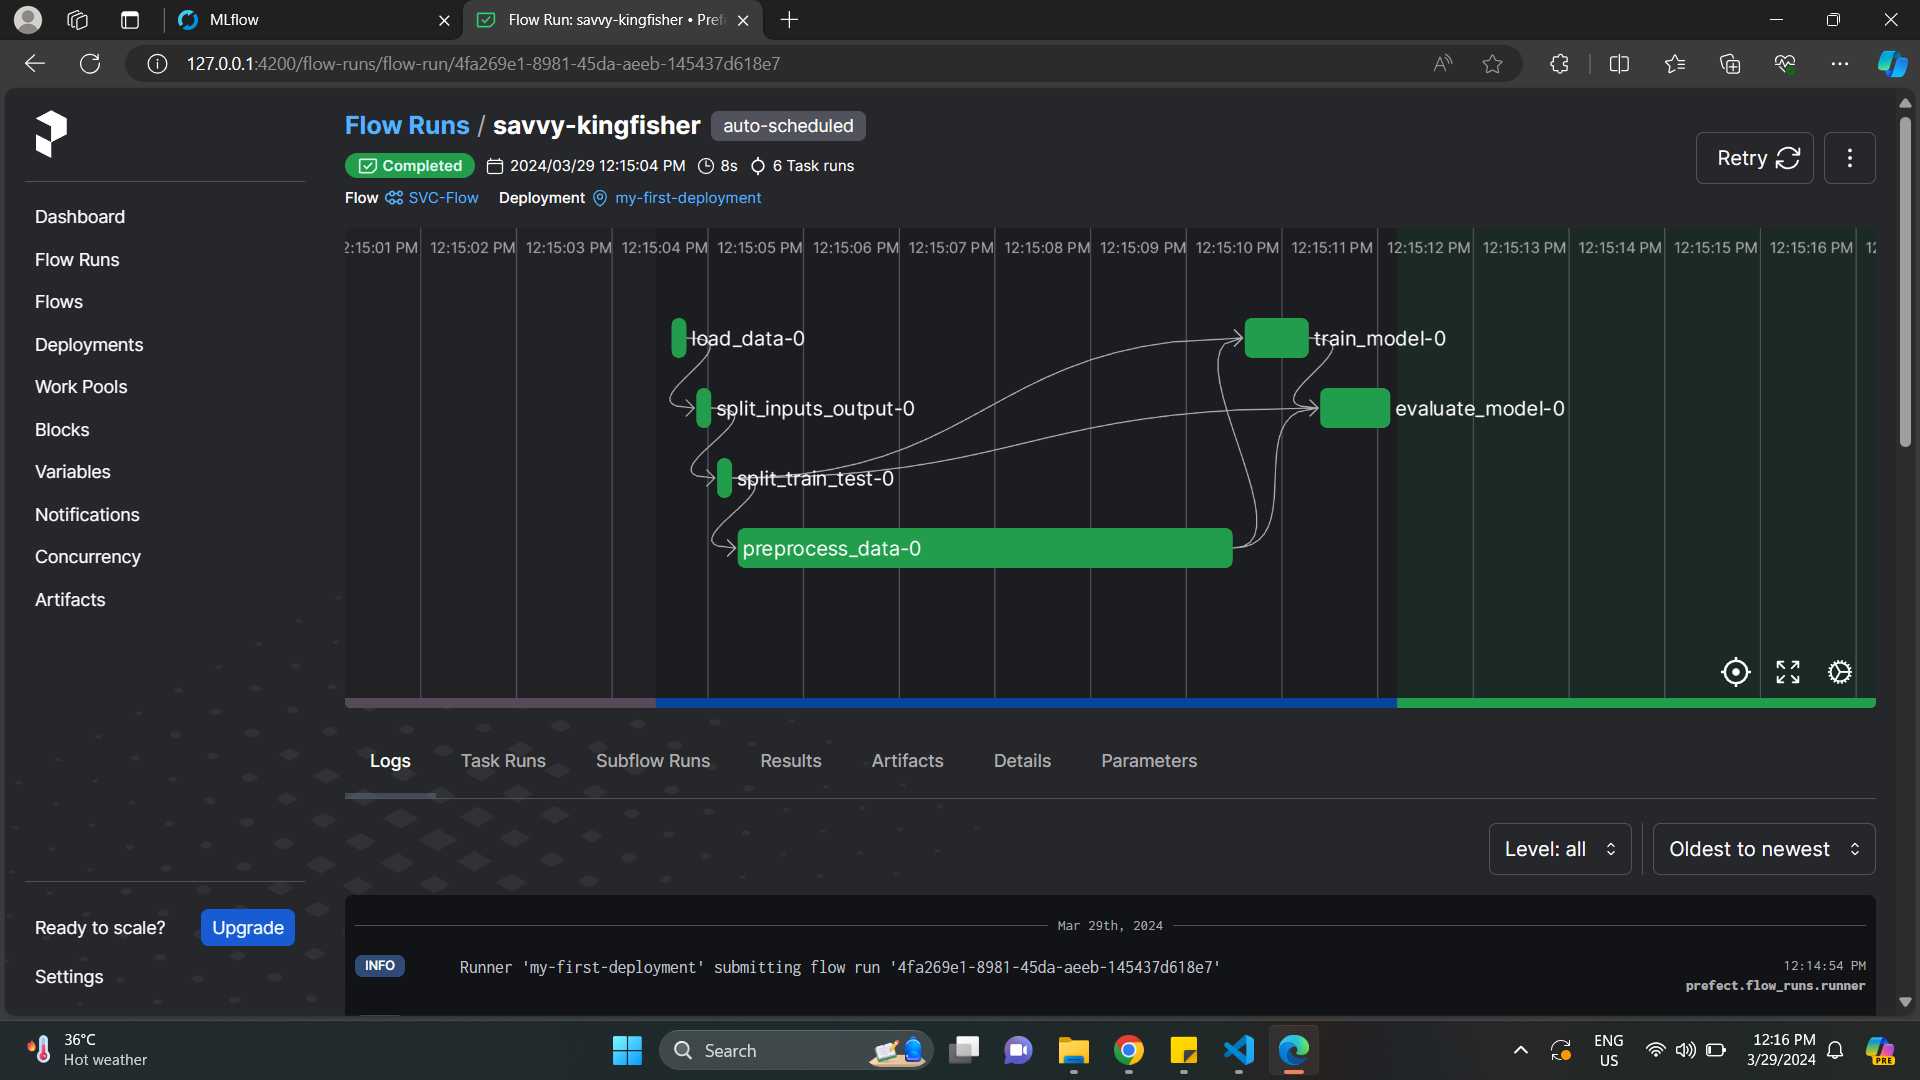 MLflow
Flow Run: savvy-kingfisher • Pref
127.0.0.1:4200/flow-runs/flow-run/4fa269e1-8981-45da-aeeb-145437d618e7
Flow Runs / savvy-kingfisher auto-scheduled
Completed 2024/03/29 12:15:04 PM 8s 6 Task runs
Flow SVC-Flow Deployment my-first-deployment
Retry
Dashboard
Flow Runs
Flows
Deployments
Work Pools
Blocks
Variables
Notifications
Concurrency
Artifacts
Ready to scale? Upgrade
Settings
2:15:01 PM 12:15:02 PM 12:15:03 PM 12:15:04 PM 12:15:05 PM 12:15:06 PM 12:15:07 PM 12:15:08 PM 12:15:09 PM 12:15:10 PM 12:15:11 PM 12:15:12 PM 12:15:13 PM 12:15:14 PM 12:15:15 PM 12:15:16 PM 12
load_data-0 train_model-0
split_inputs_output-0 evaluate_model-0
split_train_test-0
preprocess_data-0
Logs Task Runs Subflow Runs Results Artifacts Details Parameters
Level: all Oldest to newest
Mar 29th, 2024
INFO Runner 'my-first-deployment' submitting flow run '4fa269e1-8981-45da-aeeb-145437d618e7' 12:14:54 PM
prefect.flow_runs.runner
36°C
Hot weather
Search
ENG
US
12:16 PM
3/29/2024
PRE